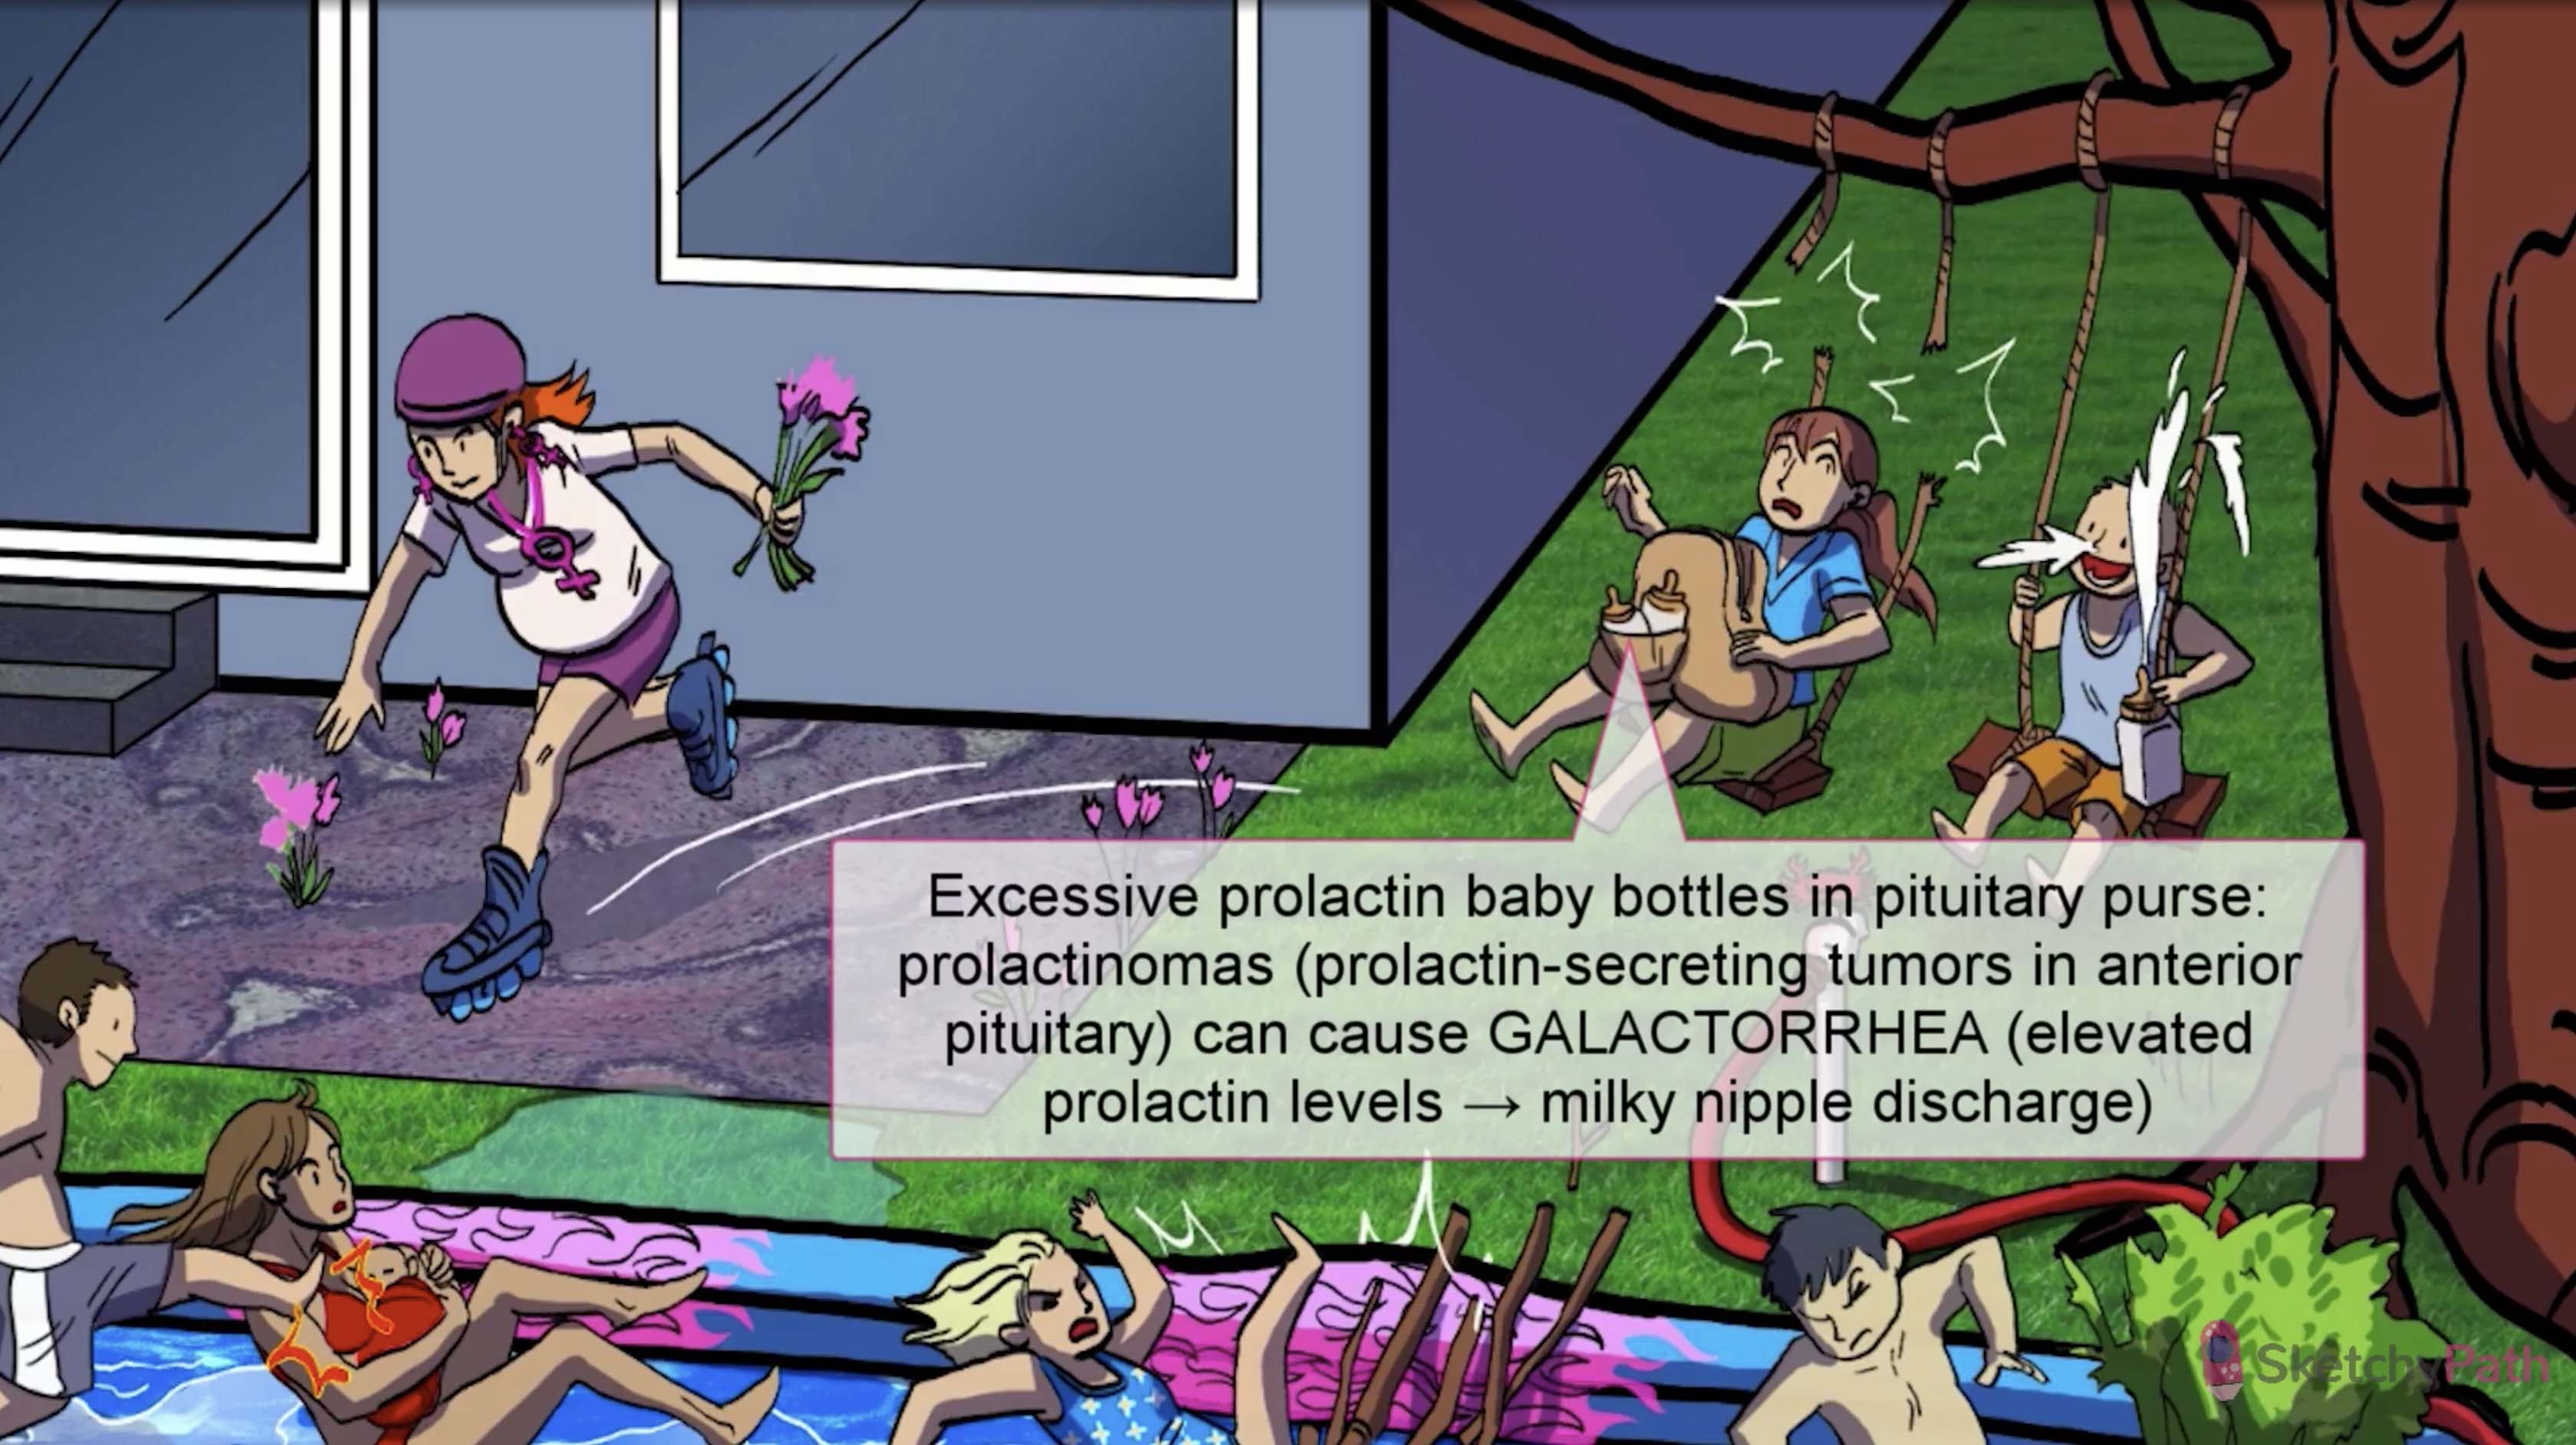 Excessive prolactin baby bottles in pituitary purse:
prolactinomas (prolactin-secreting tumors in anterior
pituitary) can cause GALACTORRHEA (elevated
prolactin levels → milky nipple discharge)
SketchyPath